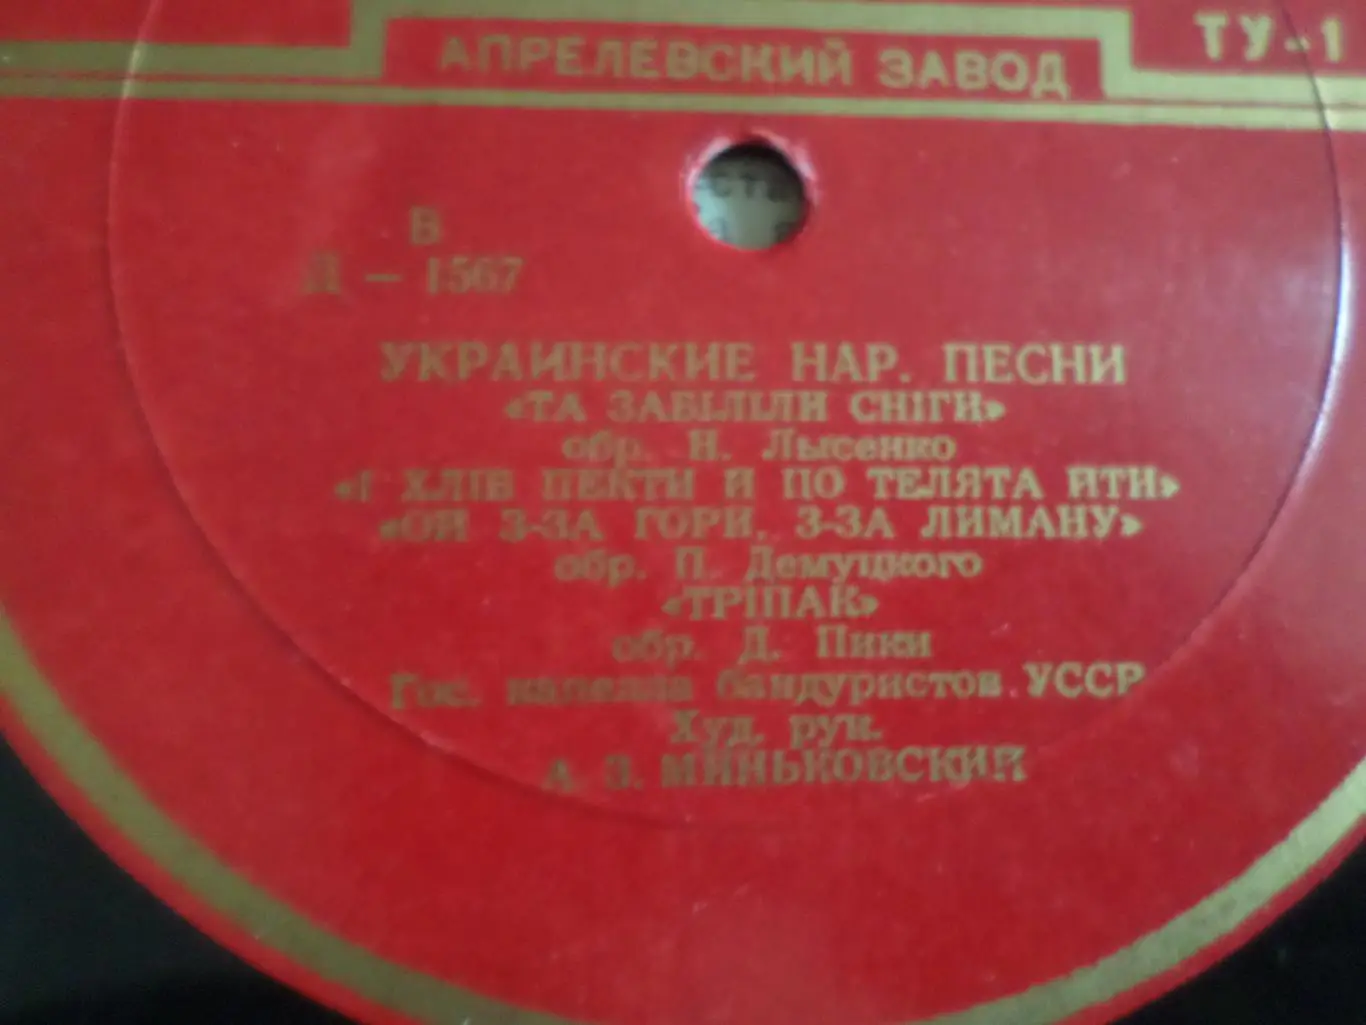 АПРЕЛЕВСКИЙ ЗАВОД
ТУ-1
В
Д — 1567
УКРАИНСКИЕ НАР. ПЕСНИ
«ТА ЗАБІЛІЛИ СНІГИ»
обр. Н. Лысенко
«І ХЛІВ ПЕКТИ Й ПО ТЕЛЯТА ЙТИ»
«ОЙ З-ЗА ГОРИ, З-ЗА ЛИМАНУ»
обр. П. Демуцкого
«ТРІПАК»
обр. Д. Пики
Гос. капелла бандуристов УССР
Худ. рук.
А. З. МИНЬКОВСКИЙ